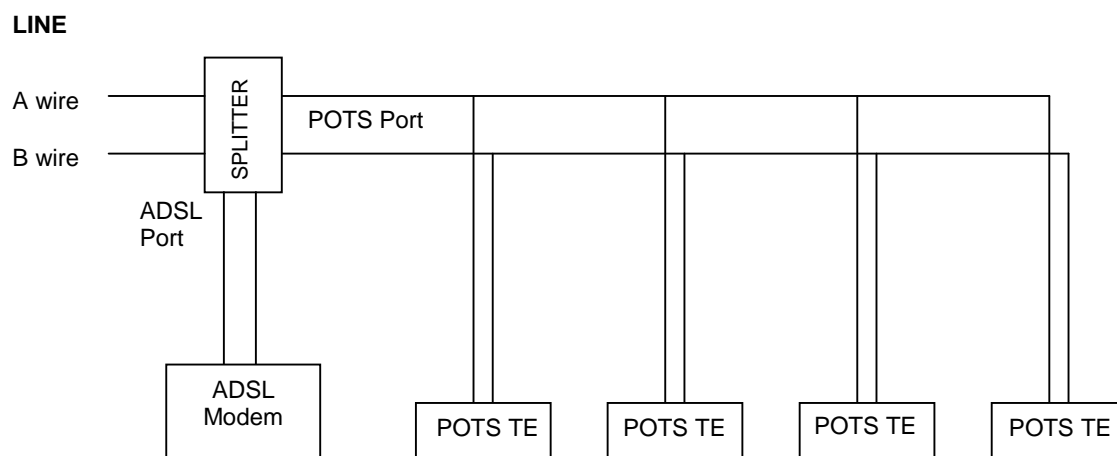 LINE
A wire
SPLITTER
POTS Port
B wire
ADSL
Port
ADSL
Modem
POTS TE
POTS TE
POTS TE
POTS TE